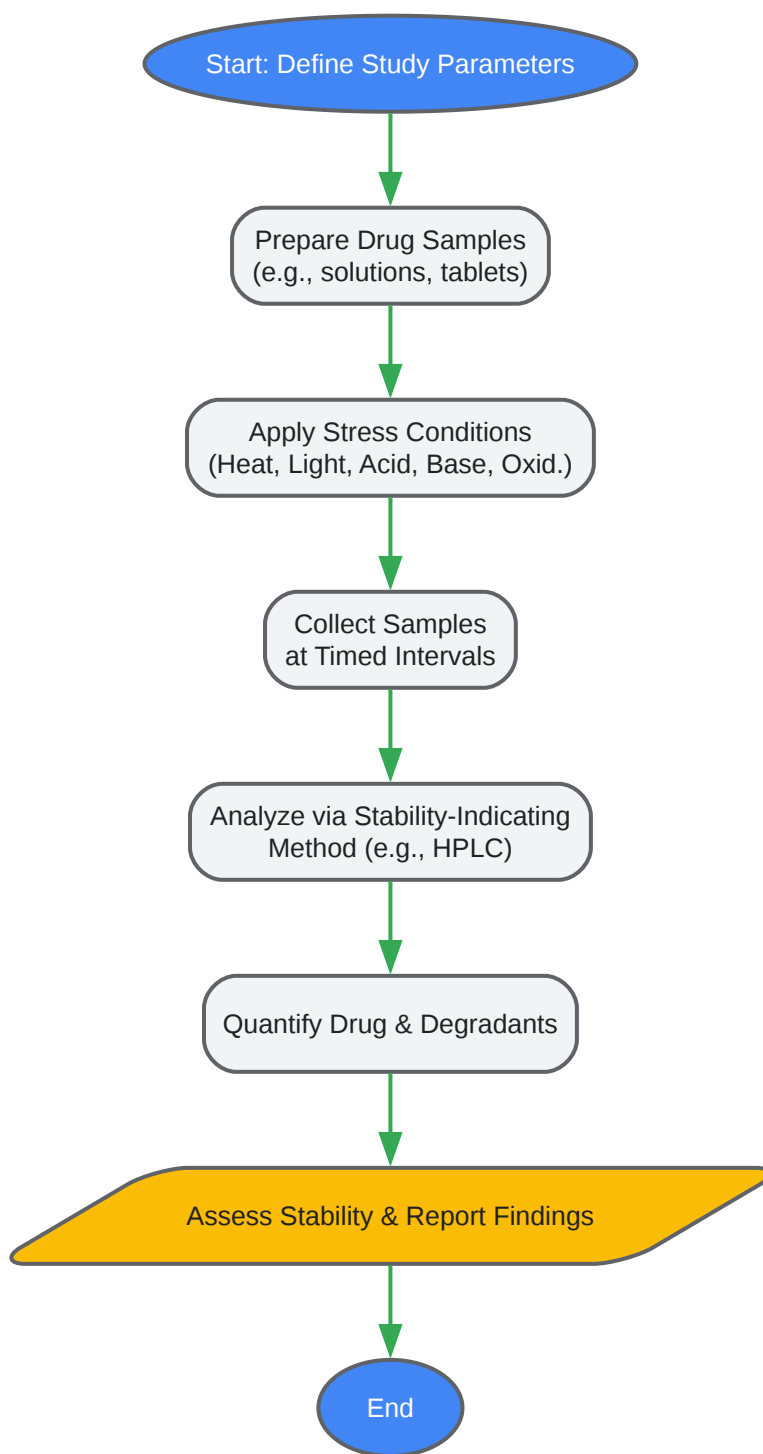 Start: Define Study Parameters
Prepare Drug Samples
(e.g., solutions, tablets)
Apply Stress Conditions
(Heat, Light, Acid, Base, Oxid.)
Collect Samples
at Timed Intervals
Analyze via Stability-Indicating
Method (e.g., HPLC)
Quantify Drug & Degradants
Assess Stability & Report Findings
End